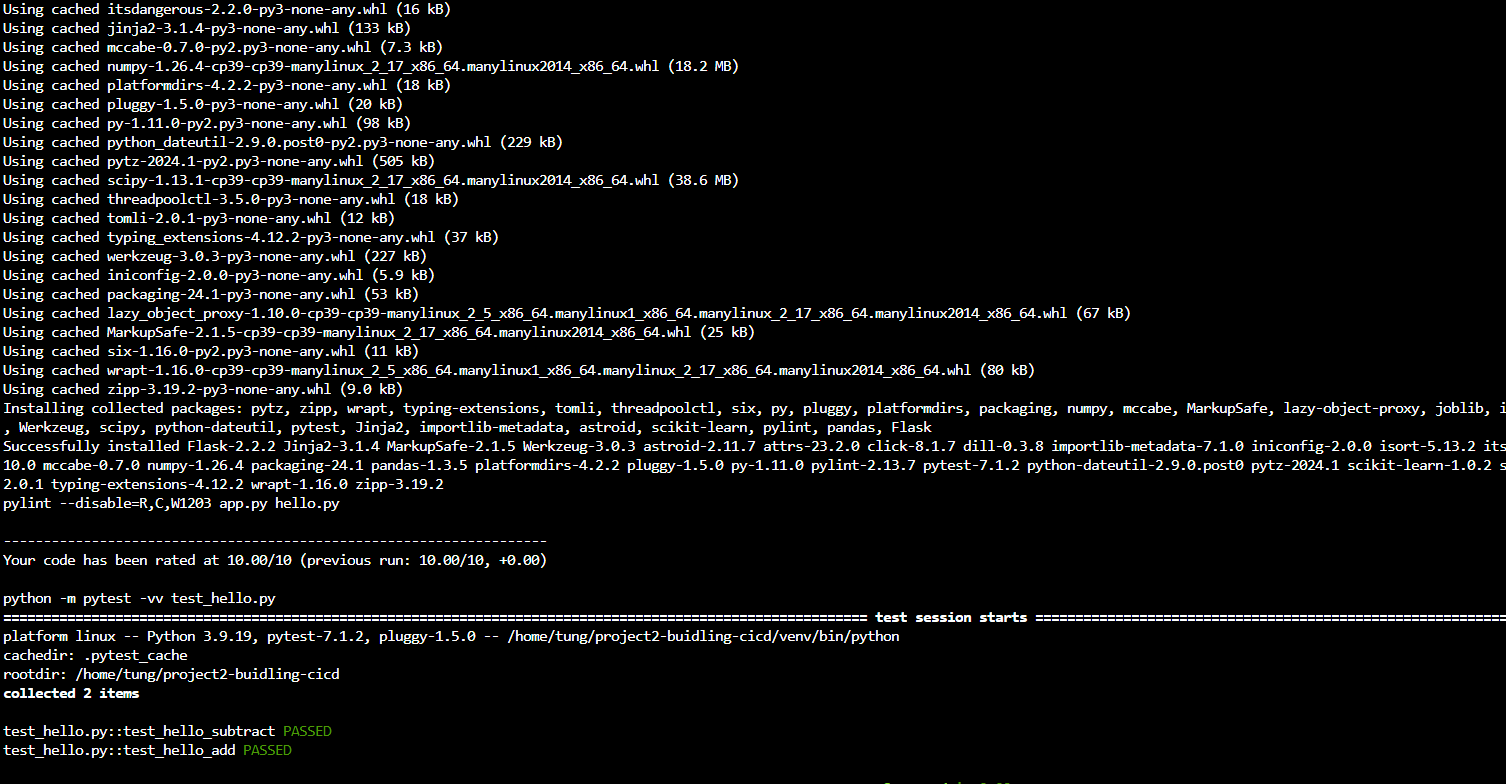 Using cached itsdangerous-2.2.0-py3-none-any.whl (16 kB)
Using cached jinja2-3.1.4-py3-none-any.whl (133 kB)
Using cached mccabe-0.7.0-py2.py3-none-any.whl (7.3 kB)
Using cached numpy-1.26.4-cp39-cp39-manylinux_2_17_x86_64.manylinux2014_x86_64.whl (18.2 MB)
Using cached platformdirs-4.2.2-py3-none-any.whl (18 kB)
Using cached pluggy-1.5.0-py3-none-any.whl (20 kB)
Using cached py-1.11.0-py2.py3-none-any.whl (98 kB)
Using cached python_dateutil-2.9.0.post0-py2.py3-none-any.whl (229 kB)
Using cached pytz-2024.1-py2.py3-none-any.whl (505 kB)
Using cached scipy-1.13.1-cp39-cp39-manylinux_2_17_x86_64.manylinux2014_x86_64.whl (38.6 MB)
Using cached threadpoolctl-3.5.0-py3-none-any.whl (18 kB)
Using cached tomli-2.0.1-py3-none-any.whl (12 kB)
Using cached typing_extensions-4.12.2-py3-none-any.whl (37 kB)
Using cached werkzeug-3.0.3-py3-none-any.whl (227 kB)
Using cached iniconfig-2.0.0-py3-none-any.whl (5.9 kB)
Using cached packaging-24.1-py3-none-any.whl (53 kB)
Using cached lazy_object_proxy-1.10.0-cp39-cp39-manylinux_2_5_x86_64.manylinux1_x86_64.manylinux_2_17_x86_64.manylinux2014_x86_64.whl (67 kB)
Using cached MarkupSafe-2.1.5-cp39-cp39-manylinux_2_17_x86_64.manylinux2014_x86_64.whl (25 kB)
Using cached six-1.16.0-py2.py3-none-any.whl (11 kB)
Using cached wrapt-1.16.0-cp39-cp39-manylinux_2_5_x86_64.manylinux1_x86_64.manylinux_2_17_x86_64.manylinux2014_x86_64.whl (80 kB)
Using cached zipp-3.19.2-py3-none-any.whl (9.0 kB)
Installing collected packages: pytz, zipp, wrapt, typing-extensions, tomli, threadpoolctl, six, py, pluggy, platformdirs, packaging, numpy, mccabe, MarkupSafe, lazy-object-proxy, joblib, i
, Werkzeug, scipy, python-dateutil, pytest, Jinja2, importlib-metadata, astroid, scikit-learn, pylint, pandas, Flask
Successfully installed Flask-2.2.2 Jinja2-3.1.4 MarkupSafe-2.1.5 Werkzeug-3.0.3 astroid-2.11.7 attrs-23.2.0 click-8.1.7 dill-0.3.8 importlib-metadata-7.1.0 iniconfig-2.0.0 isort-5.13.2 its
10.0 mccabe-0.7.0 numpy-1.26.4 packaging-24.1 pandas-1.3.5 platformdirs-4.2.2 pluggy-1.5.0 py-1.11.0 pylint-2.13.7 pytest-7.1.2 python-dateutil-2.9.0.post0 pytz-2024.1 scikit-learn-1.0.2 s
2.0.1 typing-extensions-4.12.2 wrapt-1.16.0 zipp-3.19.2
pylint --disable=R,C,W1203 app.py hello.py
--------------------------------------------------------------------
Your code has been rated at 10.00/10 (previous run: 10.00/10, +0.00)
python -m pytest -vv test_hello.py
============================================================================================================ test session starts ===========================================================
platform linux -- Python 3.9.19, pytest-7.1.2, pluggy-1.5.0 -- /home/tung/project2-buidling-cicd/venv/bin/python
cachedir: .pytest_cache
rootdir: /home/tung/project2-buidling-cicd
collected 2 items
test_hello.py::test_hello_subtract PASSED
test_hello.py::test_hello_add PASSED